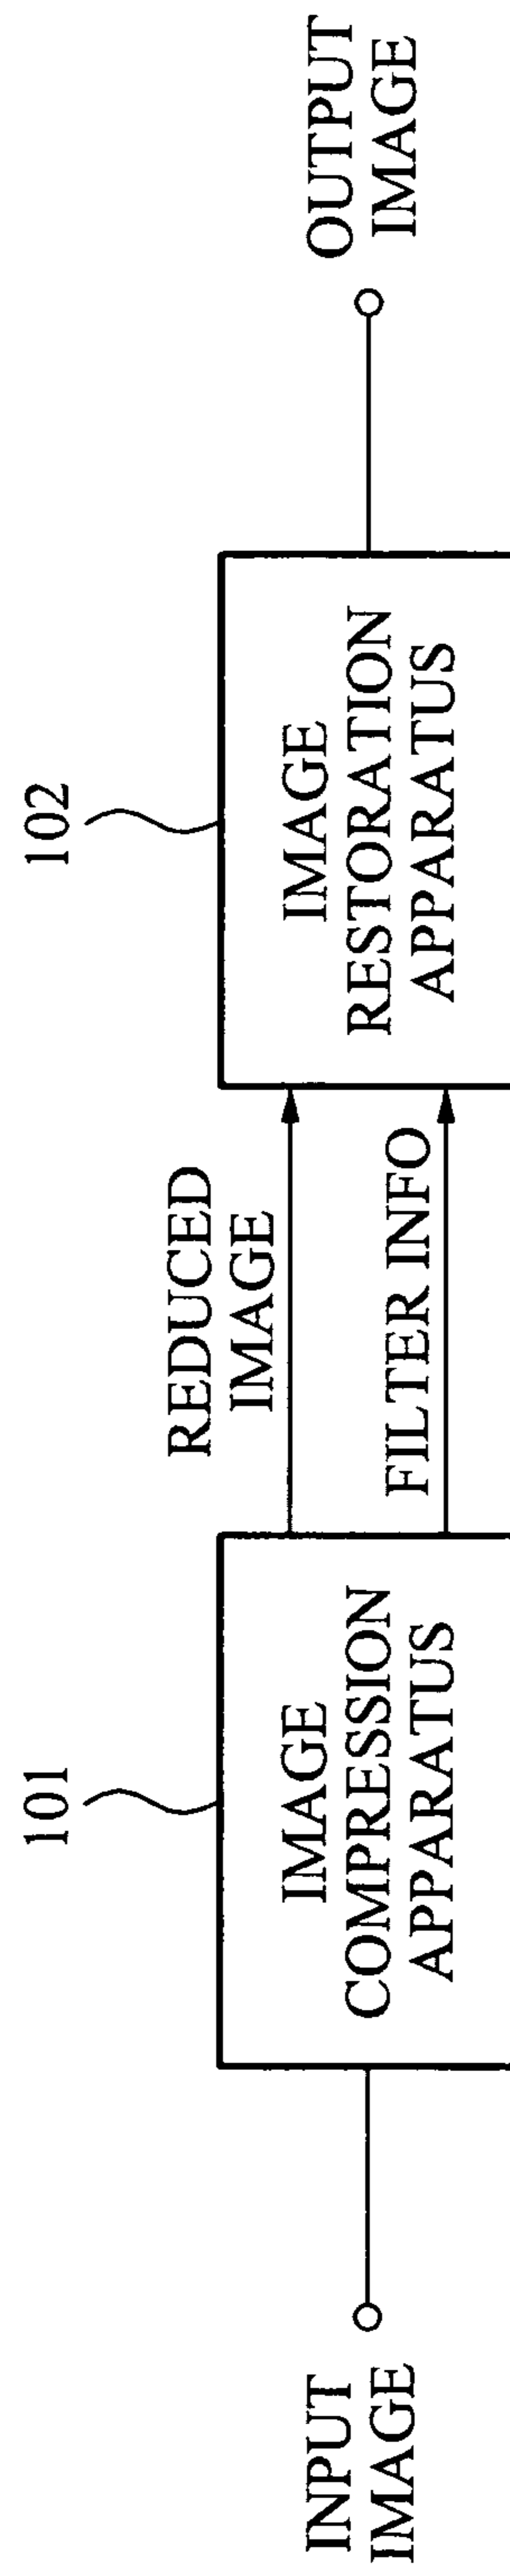 101
102
INPUT
IMAGE
IMAGE
COMPRESSION
APPARATUS
REDUCED
IMAGE
FILTER INFO
IMAGE
RESTORATION
APPARATUS
OUTPUT
IMAGE